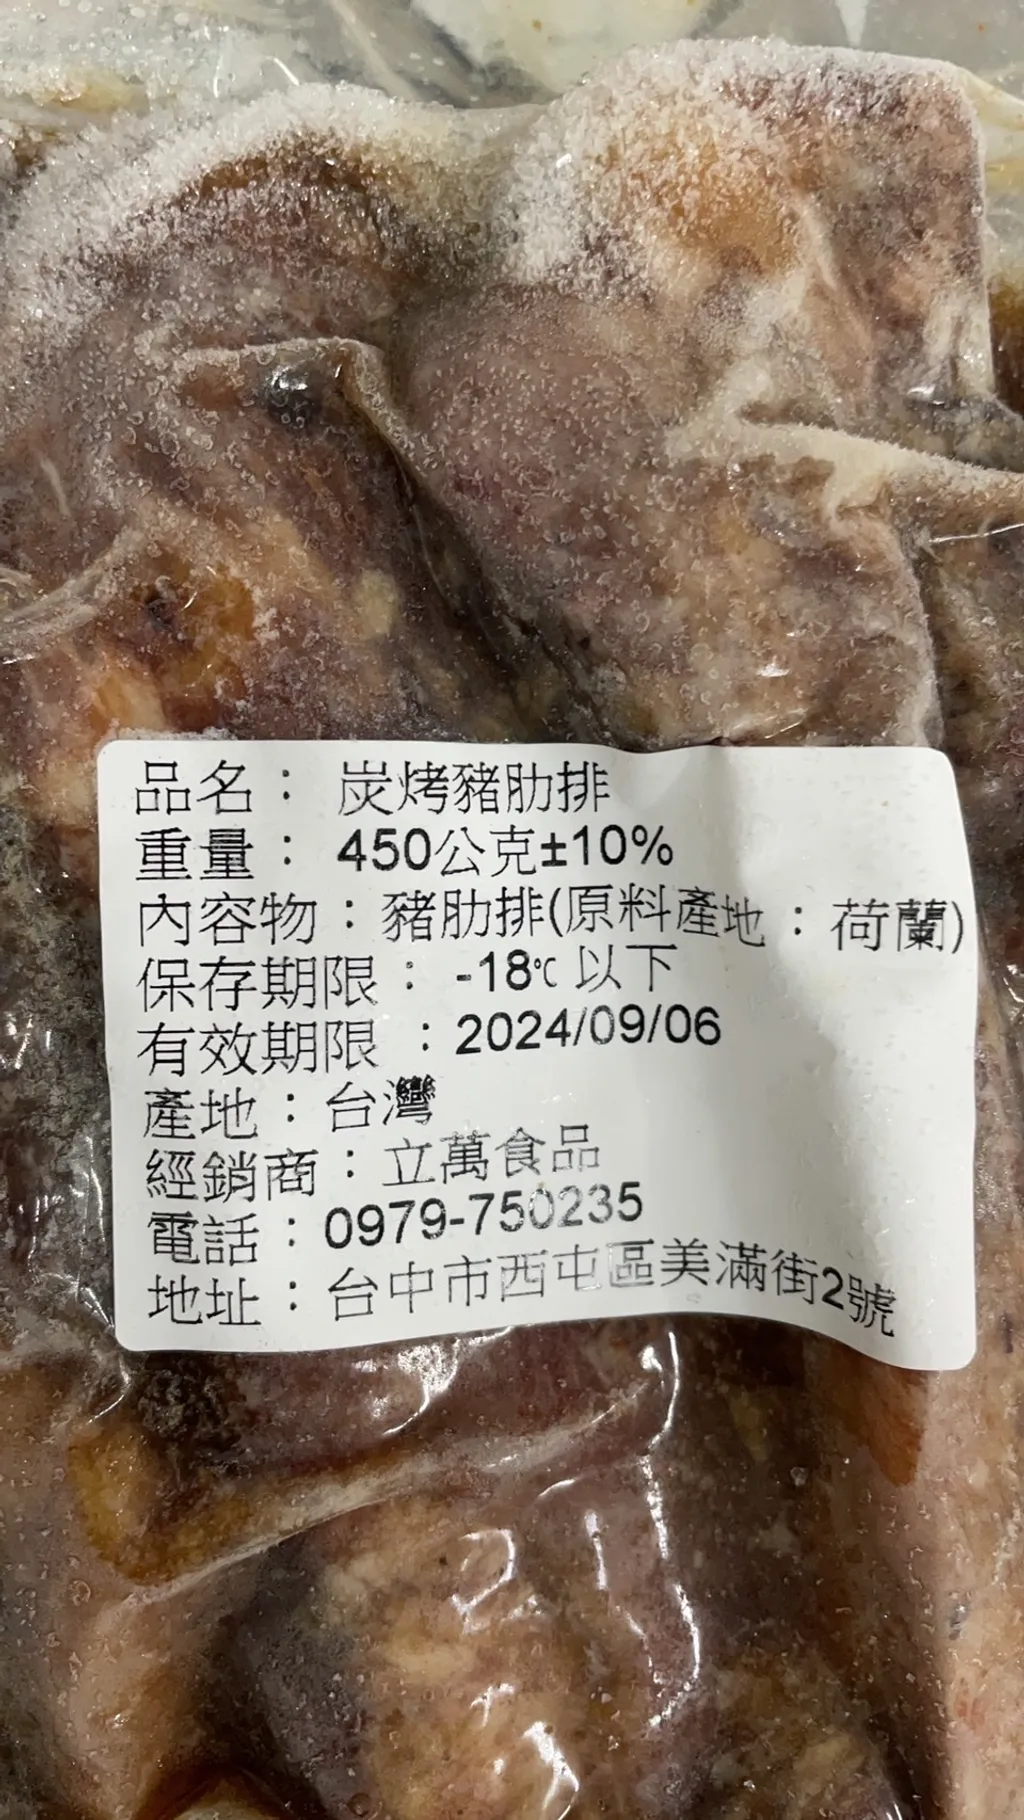 品名： 炭烤豬肋排
重量： 450公克±10%
內容物：豬肋排(原料產地：荷蘭)
保存期限： -18℃ 以下
有效期限 ：2024/09/06
產地：台灣
經銷商：立萬食品
電話：0979-750235
地址：台中市西屯區美滿街2號